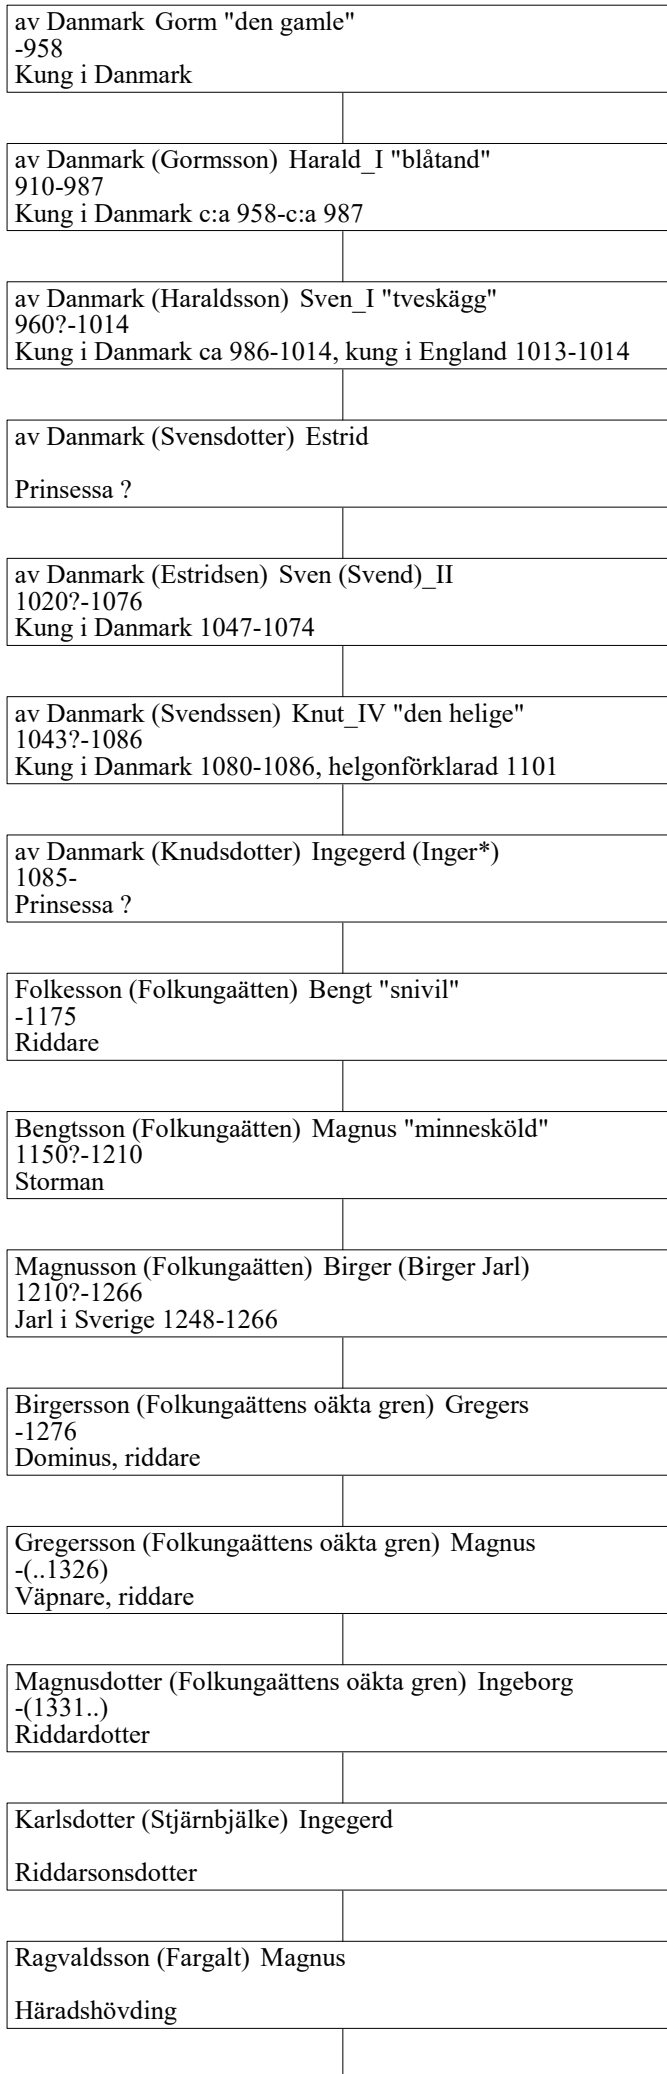 av Danmark Gorm "den gamle"
-958
Kung i Danmark
av Danmark (Gormsson) Harald_I "blåtand"
910-987
Kung i Danmark c:a 958-c:a 987
av Danmark (Haraldsson) Sven_I "tveskägg"
960?-1014
Kung i Danmark ca 986-1014, kung i England 1013-1014
av Danmark (Svensdotter) Estrid
Prinsessa ?
av Danmark (Estridsen) Sven (Svend)_II
1020?-1076
Kung i Danmark 1047-1074
av Danmark (Svendssen) Knut_IV "den helige"
1043?-1086
Kung i Danmark 1080-1086, helgonförklarad 1101
av Danmark (Knudsdotter) Ingegerd (Inger*)
1085-
Prinsessa ?
Folkesson (Folkungaätten) Bengt "snivil"
-1175
Riddare
Bengtsson (Folkungaätten) Magnus "minnesköld"
1150?-1210
Storman
Magnusson (Folkungaätten) Birger (Birger Jarl)
1210?-1266
Jarl i Sverige 1248-1266
Birgersson (Folkungaättens oäkta gren) Gregers
-1276
Dominus, riddare
Gregersson (Folkungaättens oäkta gren) Magnus
-(..1326)
Väpnare, riddare
Magnusdotter (Folkungaättens oäkta gren) Ingeborg
-(1331..)
Riddardotter
Karlsdotter (Stjärnbjälke) Ingegerd
Riddarsonsdotter
Ragvaldsson (Fargalt) Magnus
Häradshövding